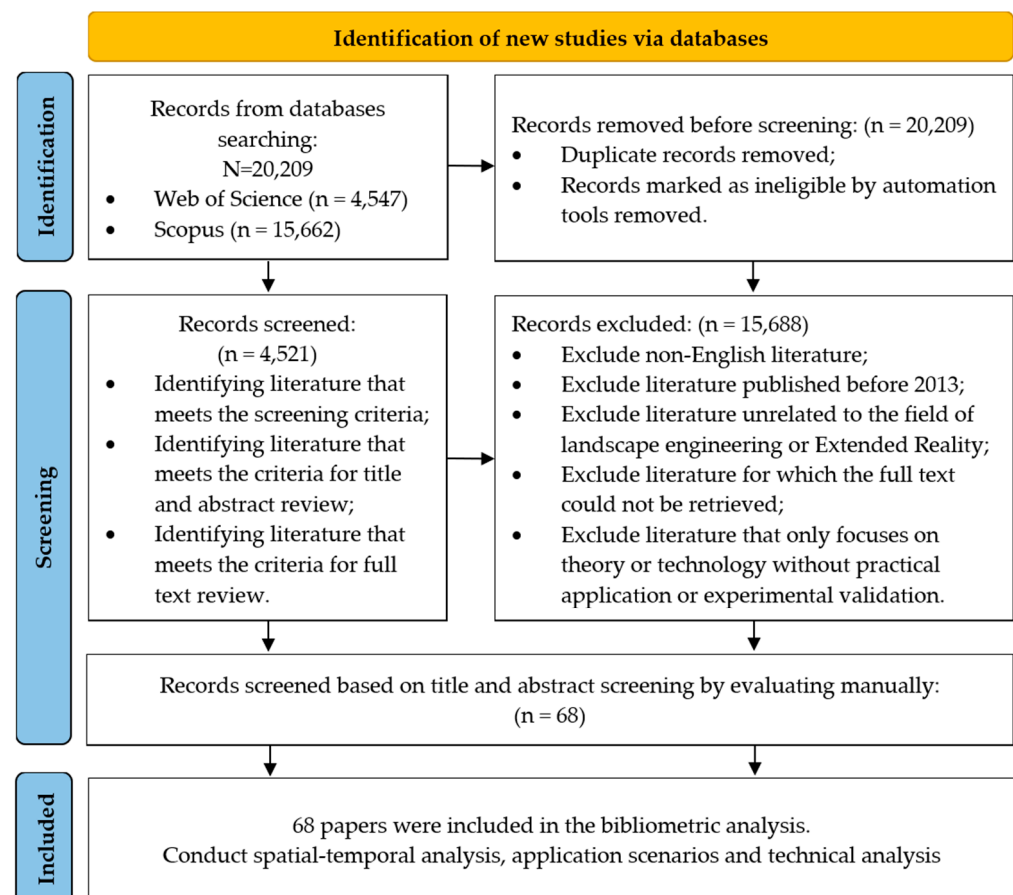 Identification of new studies via databases
Identification
Records from databases
searching:
N=20,209
• Web of Science (n = 4,547)
• Scopus (n = 15,662)
Records removed before screening: (n = 20,209)
• Duplicate records removed;
• Records marked as ineligible by automation
tools removed.
Screening
Records screened:
(n = 4,521)
• Identifying literature that
meets the screening criteria;
• Identifying literature that
meets the criteria for title
and abstract review;
• Identifying literature that
meets the criteria for full
text review.
Records excluded: (n = 15,688)
• Exclude non-English literature;
• Exclude literature published before 2013;
• Exclude literature unrelated to the field of
landscape engineering or Extended Reality;
• Exclude literature for which the full text
could not be retrieved;
• Exclude literature that only focuses on
theory or technology without practical
application or experimental validation.
Records screened based on title and abstract screening by evaluating manually:
(n = 68)
Included
68 papers were included in the bibliometric analysis.
Conduct spatial-temporal analysis, application scenarios and technical analysis